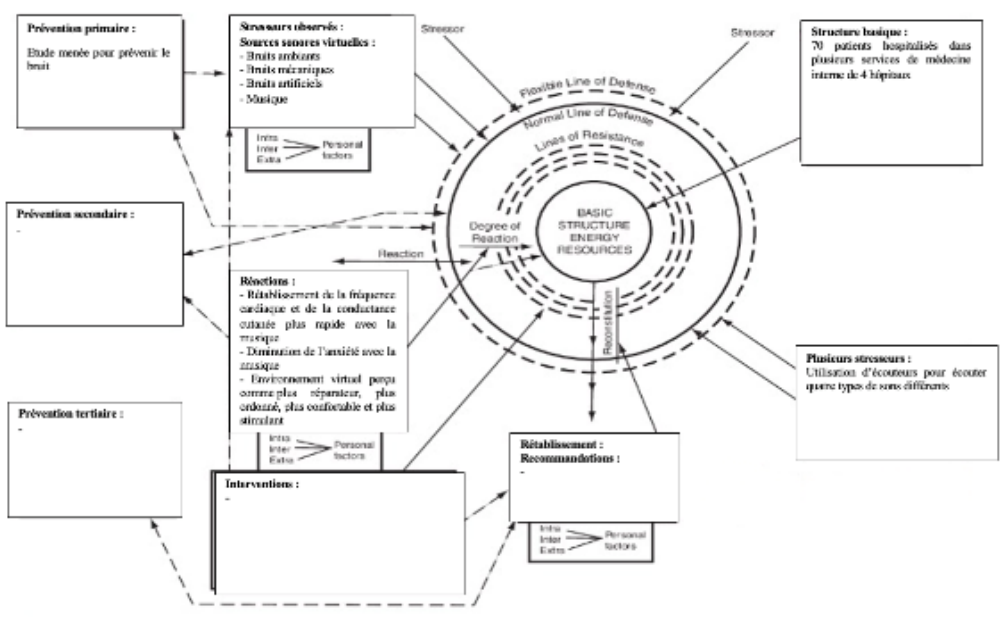 Prévention primaire :
Etude menée pour prévenir le
bruit
Stresseurs observés :
Sources sonores virtuelles :
- Bruits ambiants
- Bruits mécaniques
- Bruits artificiels
- Musique
Intra
Inter
Extra
Personal
factors
Stressor
Stressor
Structure basique :
70 patients hospitalisés dans
plusieurs services de médecine
interne de 4 hôpitaux
Flexible Line of Defense
Normal Line of Defense
Lines of Resistance
BASIC
STRUCTURE
ENERGY
RESOURCES
Degree of
Reaction
Reaction
Reconstitution
Prévention secondaire :
-
Réactions :
- Rétablissement de la fréquence
cardiaque et de la conductance
cutanée plus rapide avec la
musique
- Diminution de l'anxiété avec la
musique
- Environnement virtuel perçu
comme plus réparateur, plus
ordonné, plus confortable et plus
stimulant
Intra
Inter
Extra
Personal
factors
Plusieurs stresseurs :
Utilisation d'écouteurs pour écouter
quatre types de sons différents
Prévention tertiaire :
-
Interventions :
-
Rétablissement :
Recommandations :
-
Intra
Inter
Extra
Personal
factors